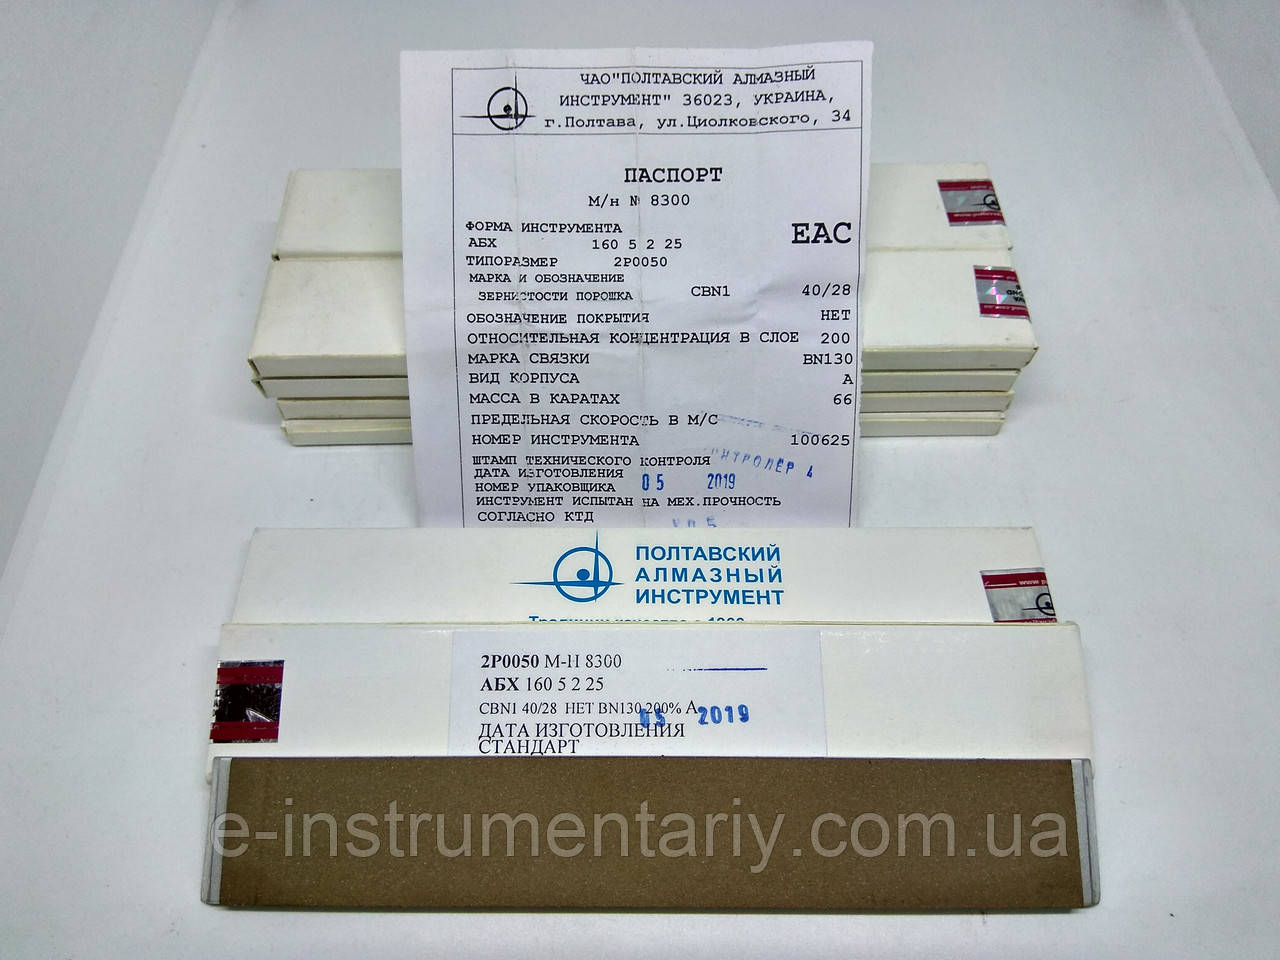 ЧАО"ПОЛТАВСКИЙ АЛМАЗНЫЙ
ИНСТРУМЕНТ" 36023, УКРАИНА,
г.Полтава, ул.Циолковского, 34
ПАСПОРТ
М/н № 8300
ФОРМА ИНСТРУМЕНТА
EAC
АБХ 160 5 2 25
ТИПОРАЗМЕР 2Р0050
МАРКА И ОБОЗНАЧЕНИЕ
ЗЕРНИСТОСТИ ПОРОШКА CBN1 40/28
ОБОЗНАЧЕНИЕ ПОКРЫТИЯ НЕТ
ОТНОСИТЕЛЬНАЯ КОНЦЕНТРАЦИЯ В СЛОЕ 200
МАРКА СВЯЗКИ BN130
ВИД КОРПУСА А
МАССА В КАРАТАХ 66
ПРЕДЕЛЬНАЯ СКОРОСТЬ В М/С
НОМЕР ИНСТРУМЕНТА 100625
ШТАМП ТЕХНИЧЕСКОГО КОНТРОЛЯ КОНТРОЛЁР 4
ДАТА ИЗГОТОВЛЕНИЯ 05 2019
НОМЕР УПАКОВЩИКА
ИНСТРУМЕНТ ИСПЫТАН НА МЕХ.ПРОЧНОСТЬ
СОГЛАСНО КТД
ПОЛТАВСКИЙ
АЛМАЗНЫЙ
ИНСТРУМЕНТ
2Р0050 М-Н 8300
АБХ 160 5 2 25
CBN1 40/28 НЕТ BN130 200% А
05 2019
ДАТА ИЗГОТОВЛЕНИЯ
СТАНДАРТ
e-instrumentariy.com.ua